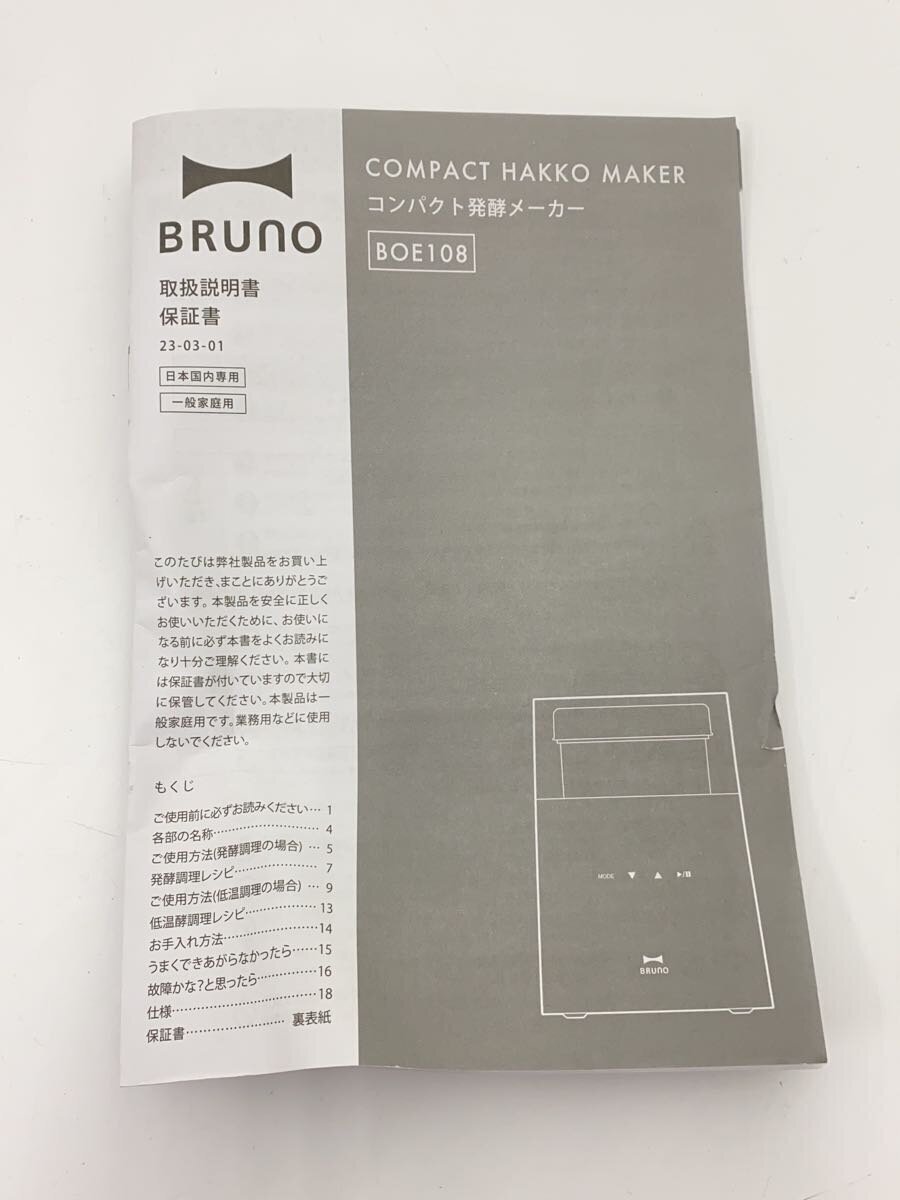 BRUNO
取扱説明書
保証書
23-03-01
日本国内専用
一般家庭用
このたびは弊社製品をお買い上
げいただき、まことにありがとうご
ざいます。本製品を安全に正しく
お使いいただくために、お使いに
なる前に必ず本書をよくお読みに
なり十分ご理解ください。本書に
は保証書が付いていますので大切
に保管してください。本製品は一
般家庭用です。業務用などに使用
しないでください。
もくじ
ご使用前に必ずお読みください… 1
各部の名称…………………… 4
ご使用方法(発酵調理の場合) … 5
発酵調理レシピ……………… 7
ご使用方法(低温調理の場合) … 9
低温酵調理レシピ…………… 13
お手入れ方法………………… 14
うまくできあがらなかったら…… 15
故障かな?と思ったら………… 16
仕様…………………………… 18
保証書…………………… 裏表紙
COMPACT HAKKO MAKER
コンパクト発酵メーカー
BOE108
MODE ▼ ▲ ▶/II
BRUNO